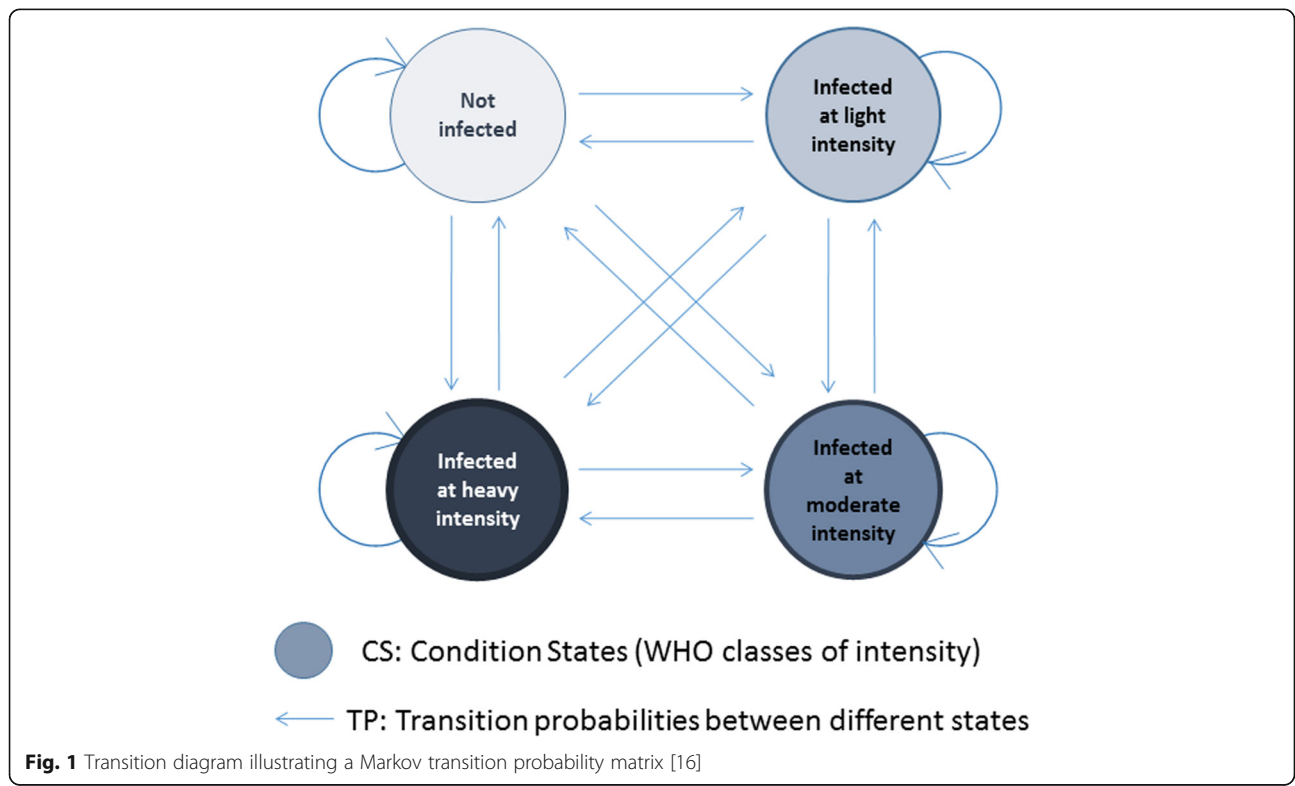 Not
infected
Infected
at light
intensity
Infected
at heavy
intensity
Infected
at
moderate
intensity
CS: Condition States (WHO classes of intensity)
TP: Transition probabilities between different states
Fig. 1 Transition diagram illustrating a Markov transition probability matrix [16]